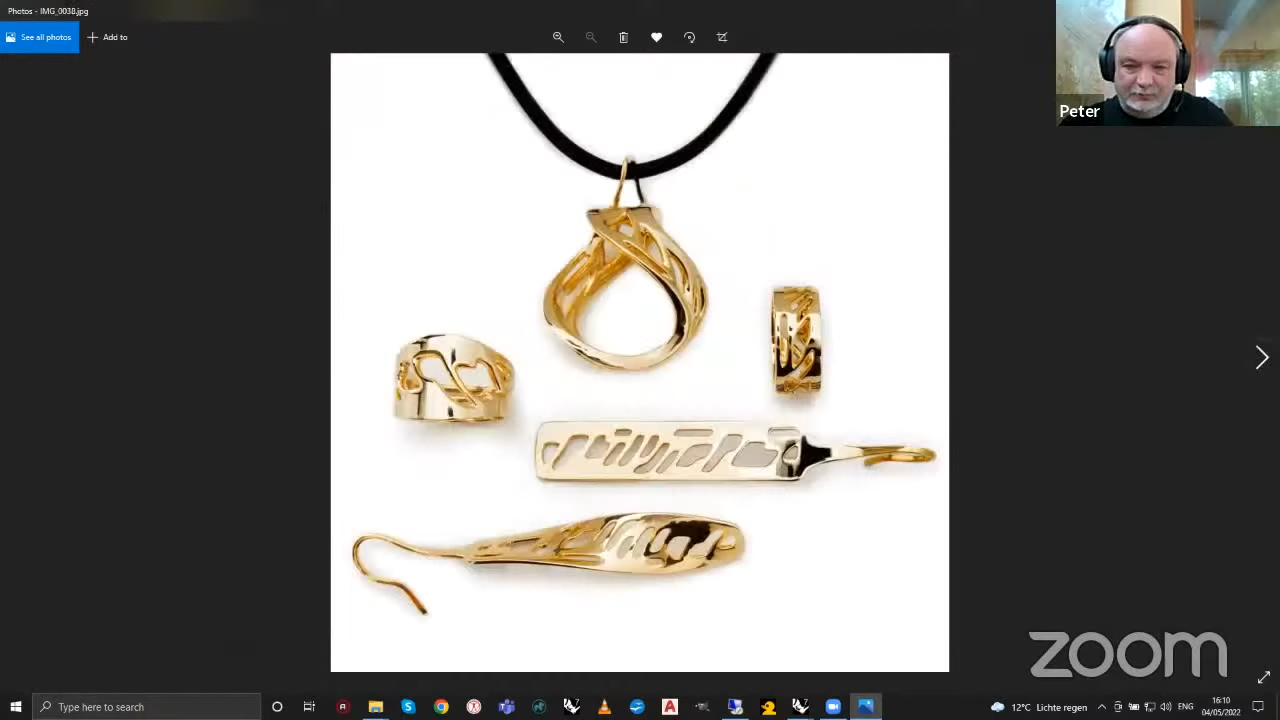 Photos - IMG_0038.jpg
See all photos
Add to
Peter
zoom
Type here to search
12°C Lichte regen
ENG
16:10
04/05/2022